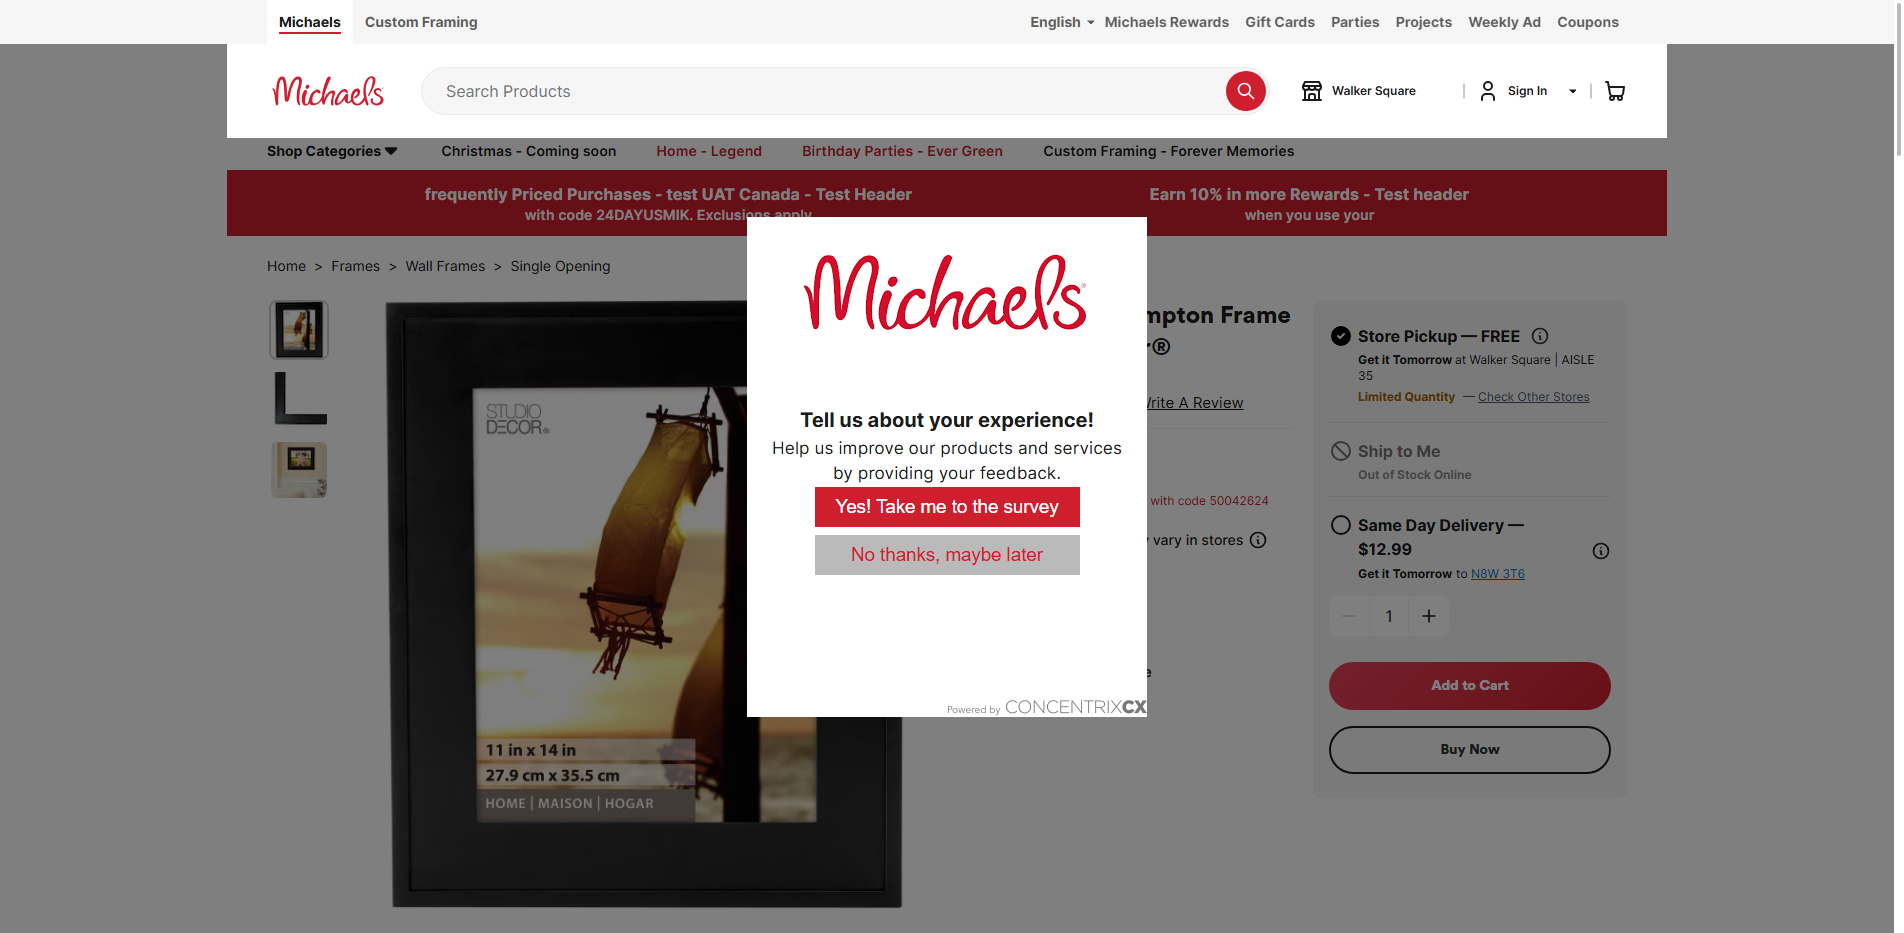 Michaels
Custom Framing
English
Michaels Rewards
Gift Cards
Parties
Projects
Weekly Ad
Coupons
Michaels
Search Products
Walker Square
Sign In
Shop Categories
Christmas - Coming soon
Home - Legend
Birthday Parties - Ever Green
Custom Framing - Forever Memories
frequently Priced Purchases - test UAT Canada - Test Header
with code 24DAYUSMIK. Exclusions apply
Earn 10% in more Rewards - Test header
when you use your
Home > Frames > Wall Frames > Single Opening
STUDIO
DECOR®
11 in x 14 in
27.9 cm x 35.5 cm
HOME | MAISON | HOGAR
Michaels
Tell us about your experience!
Help us improve our products and services
by providing your feedback.
Yes! Take me to the survey
No thanks, maybe later
Powered by CONCENTRIXCX
Frame
Write A Review
with code 50042624
vary in stores
Store Pickup — FREE
Get it Tomorrow at Walker Square | AISLE
35
Limited Quantity — Check Other Stores
Ship to Me
Out of Stock Online
Same Day Delivery —
$12.99
Get it Tomorrow to N8W 3T6
1
Add to Cart
Buy Now